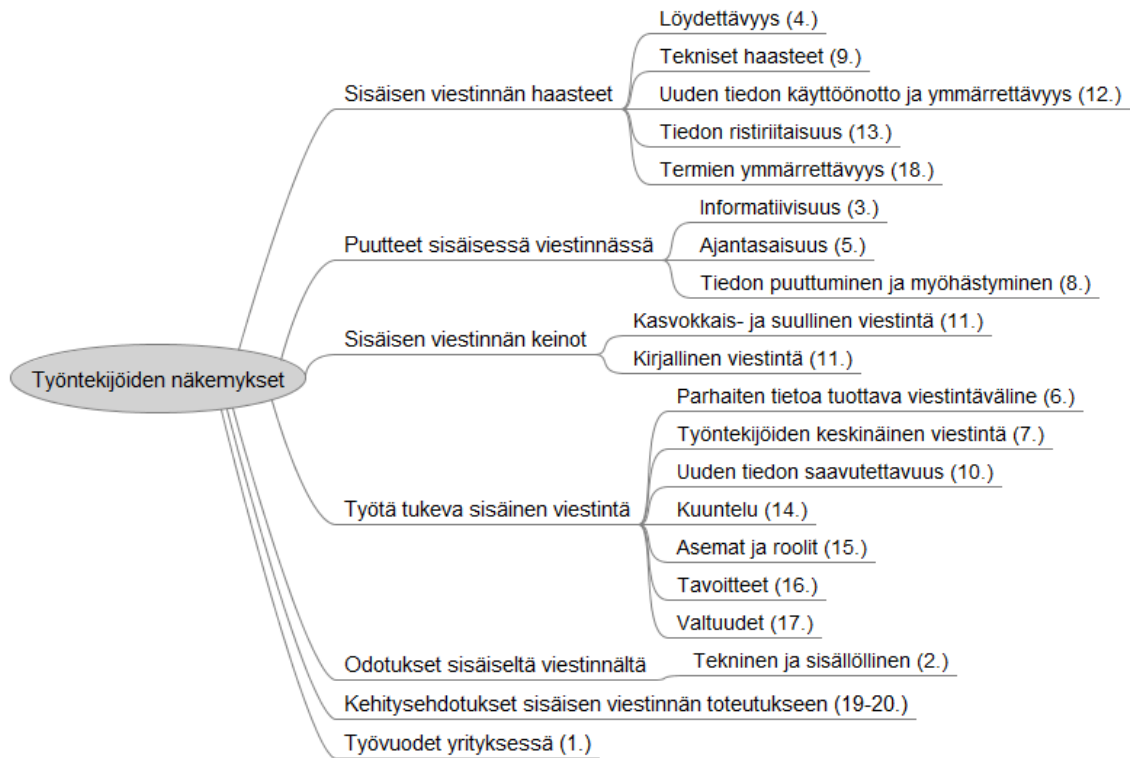 Työntekijöiden näkemykset
Sisäisen viestinnän haasteet
Löydettävyys (4.)
Tekniset haasteet (9.)
Uuden tiedon käyttöönotto ja ymmärrettävyys (12.)
Tiedon ristiriitaisuus (13.)
Termien ymmärrettävyys (18.)
Puutteet sisäisessä viestinnässä
Informatiivisuus (3.)
Ajantasaisuus (5.)
Tiedon puuttuminen ja myöhästyminen (8.)
Sisäisen viestinnän keinot
Kasvokkais- ja suullinen viestintä (11.)
Kirjallinen viestintä (11.)
Työtä tukeva sisäinen viestintä
Parhaiten tietoa tuottava viestintäväline (6.)
Työntekijöiden keskinäinen viestintä (7.)
Uuden tiedon saavutettavuus (10.)
Kuuntelu (14.)
Asemat ja roolit (15.)
Tavoitteet (16.)
Valtuudet (17.)
Odotukset sisäiseltä viestinnältä
Tekninen ja sisällöllinen (2.)
Kehitysehdotukset sisäisen viestinnän toteutukseen (19-20.)
Työvuodet yrityksessä (1.)